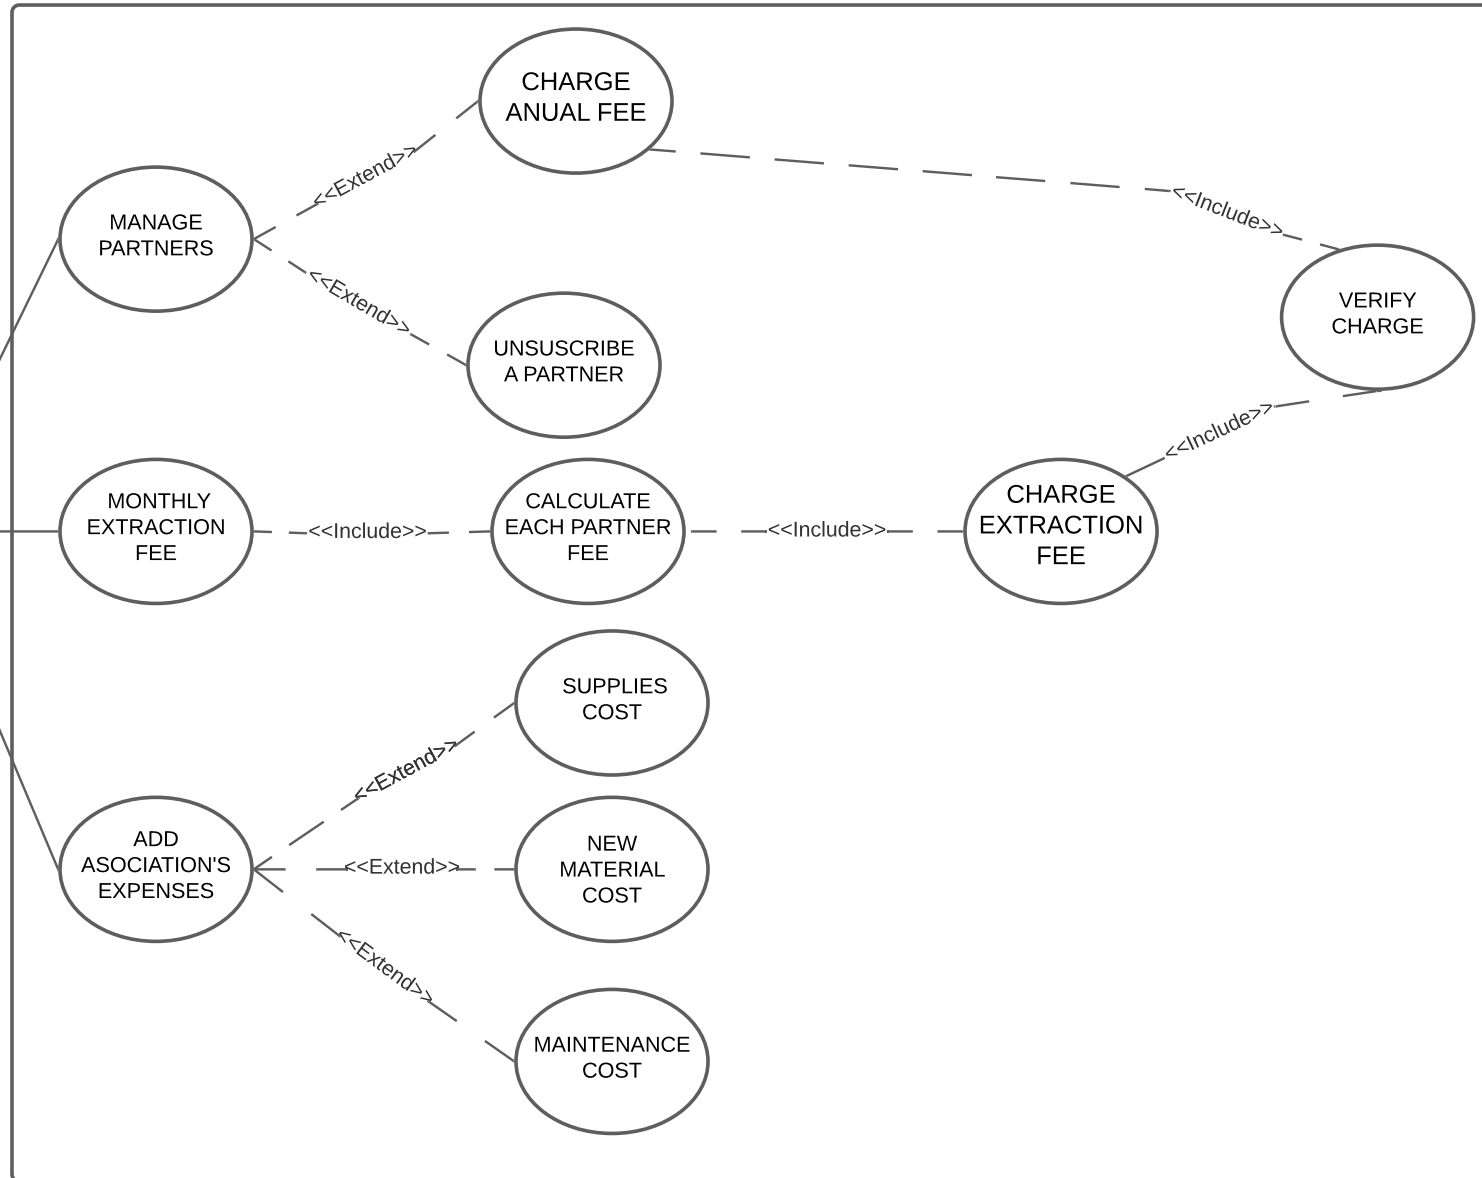 CHARGE
ANUAL FEE
<<Extend>>
<<Include>>
MANAGE
PARTNERS
<<Extend>>
VERIFY
CHARGE
UNSUSCRIBE
A PARTNER
<<Include>>
MONTHLY
EXTRACTION
FEE
<<Include>>
CALCULATE
EACH PARTNER
FEE
<<Include>>
CHARGE
EXTRACTION
FEE
SUPPLIES
COST
<<Extend>>
ADD
ASOCIATION'S
EXPENSES
<<Extend>>
NEW
MATERIAL
COST
<<Extend>>
MAINTENANCE
COST